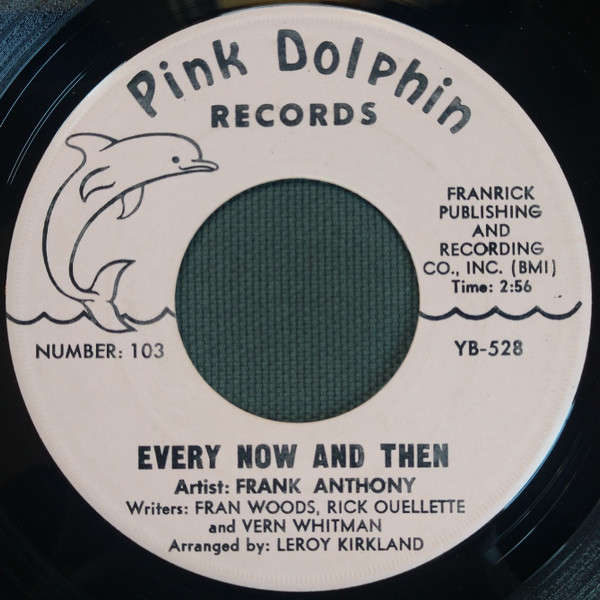 Pink Dolphin
RECORDS
FRANRICK
PUBLISHING
AND
RECORDING
CO., INC. (BMI)
Time: 2:56
NUMBER: 103
YB-528
EVERY NOW AND THEN
Artist: FRANK ANTHONY
Writers: FRAN WOODS, RICK OUELLETTE
and VERN WHITMAN
Arranged by: LEROY KIRKLAND